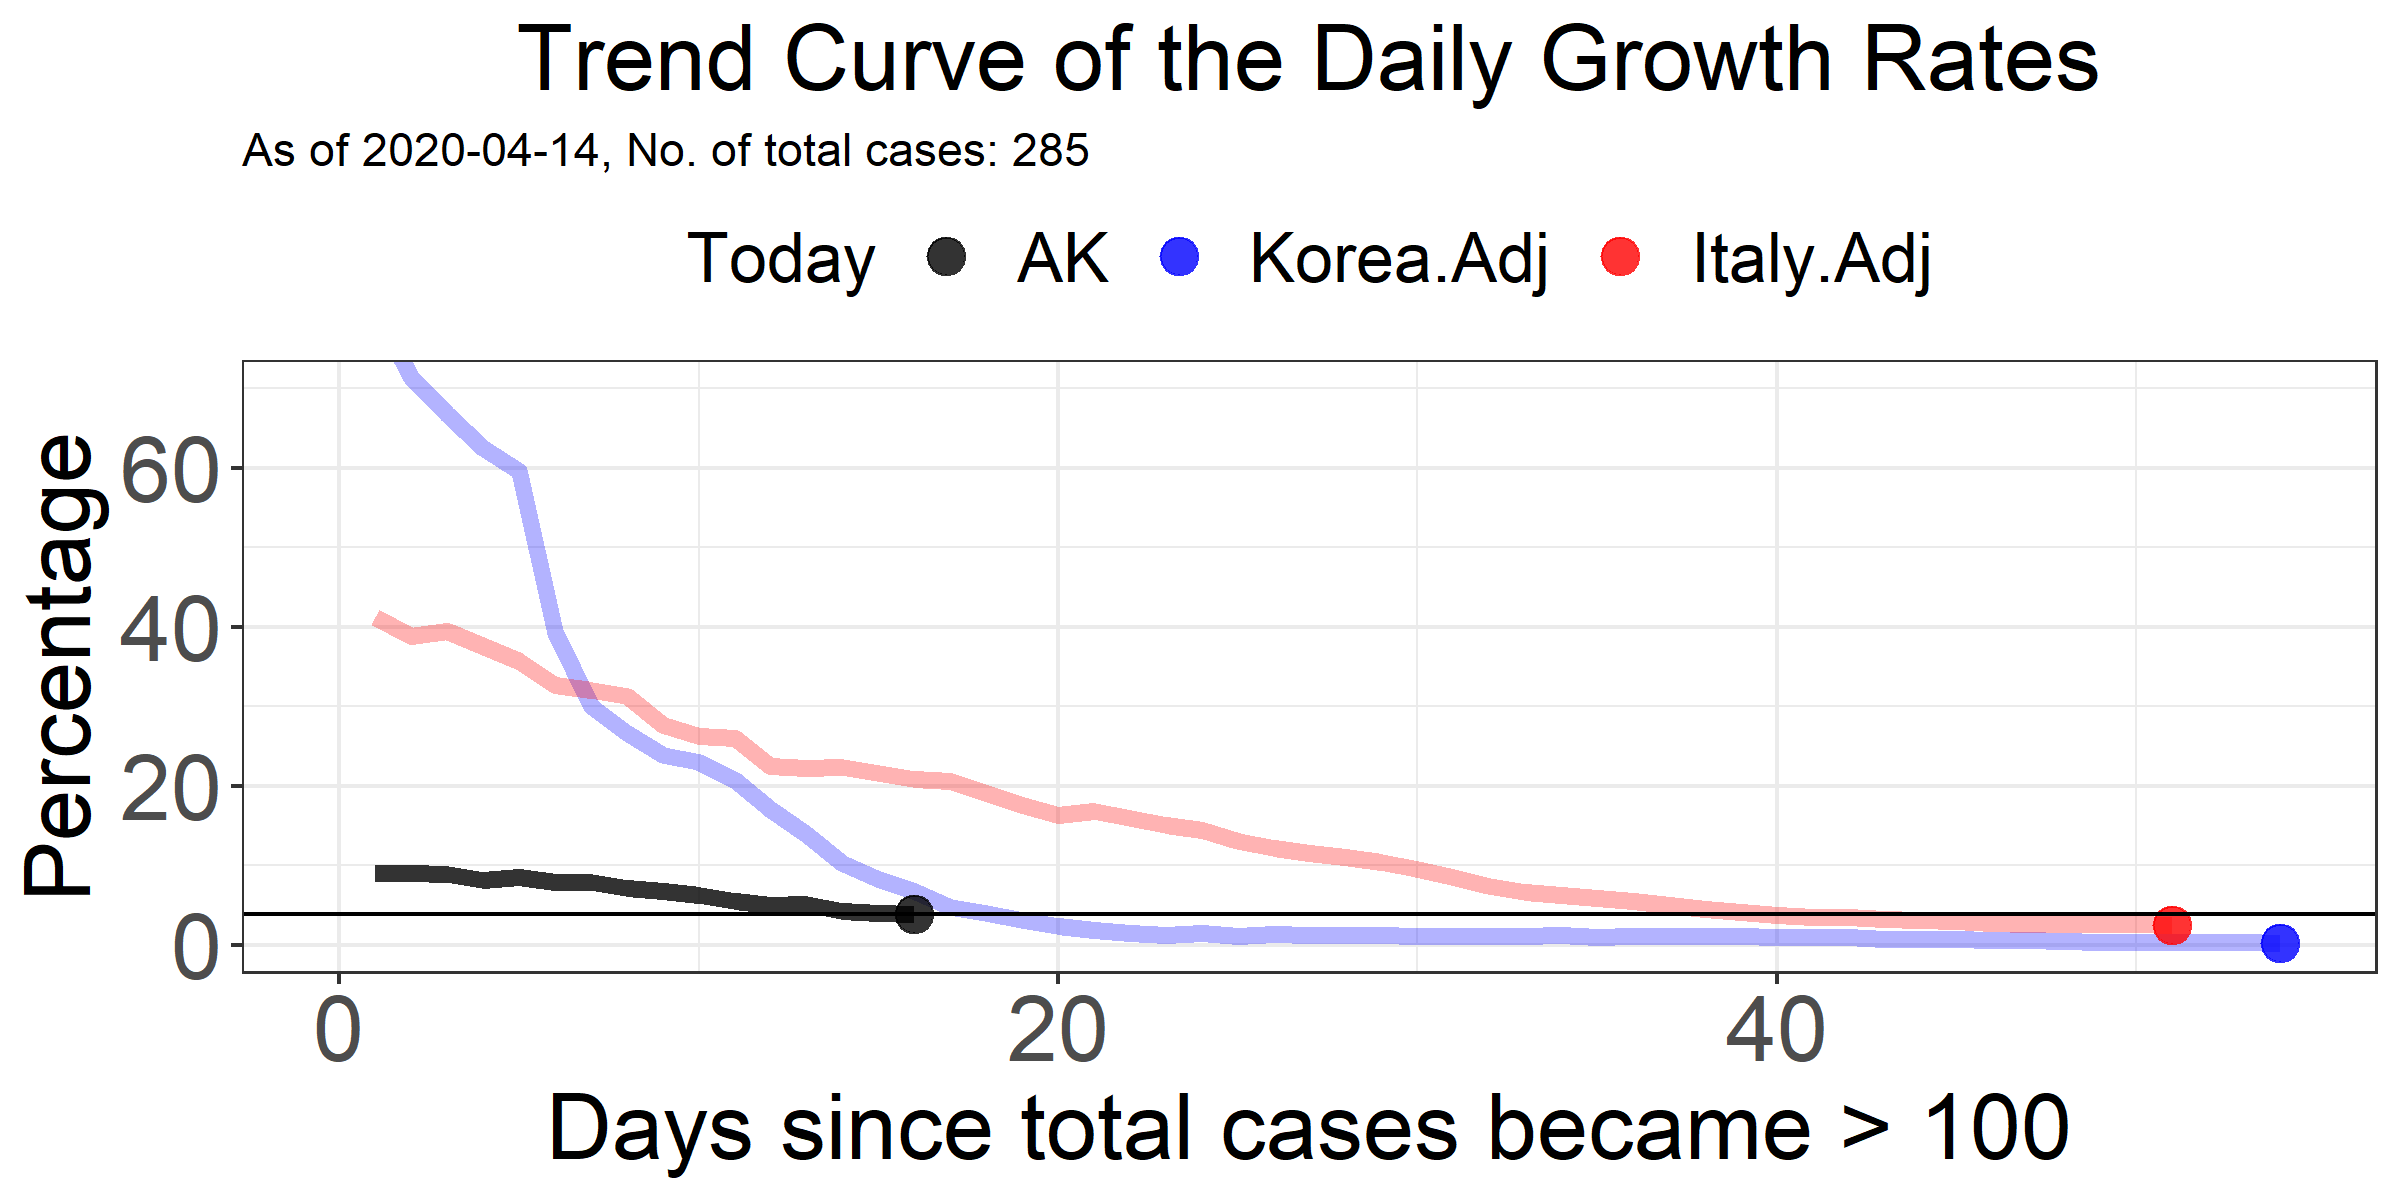 Trend Curve of the Daily Growth Rates
As of 2020-04-14, No. of total cases: 285
Today AK Korea.Adj Italy.Adj
Percentage
60
40
20
0
0 20 40
Days since total cases became > 100